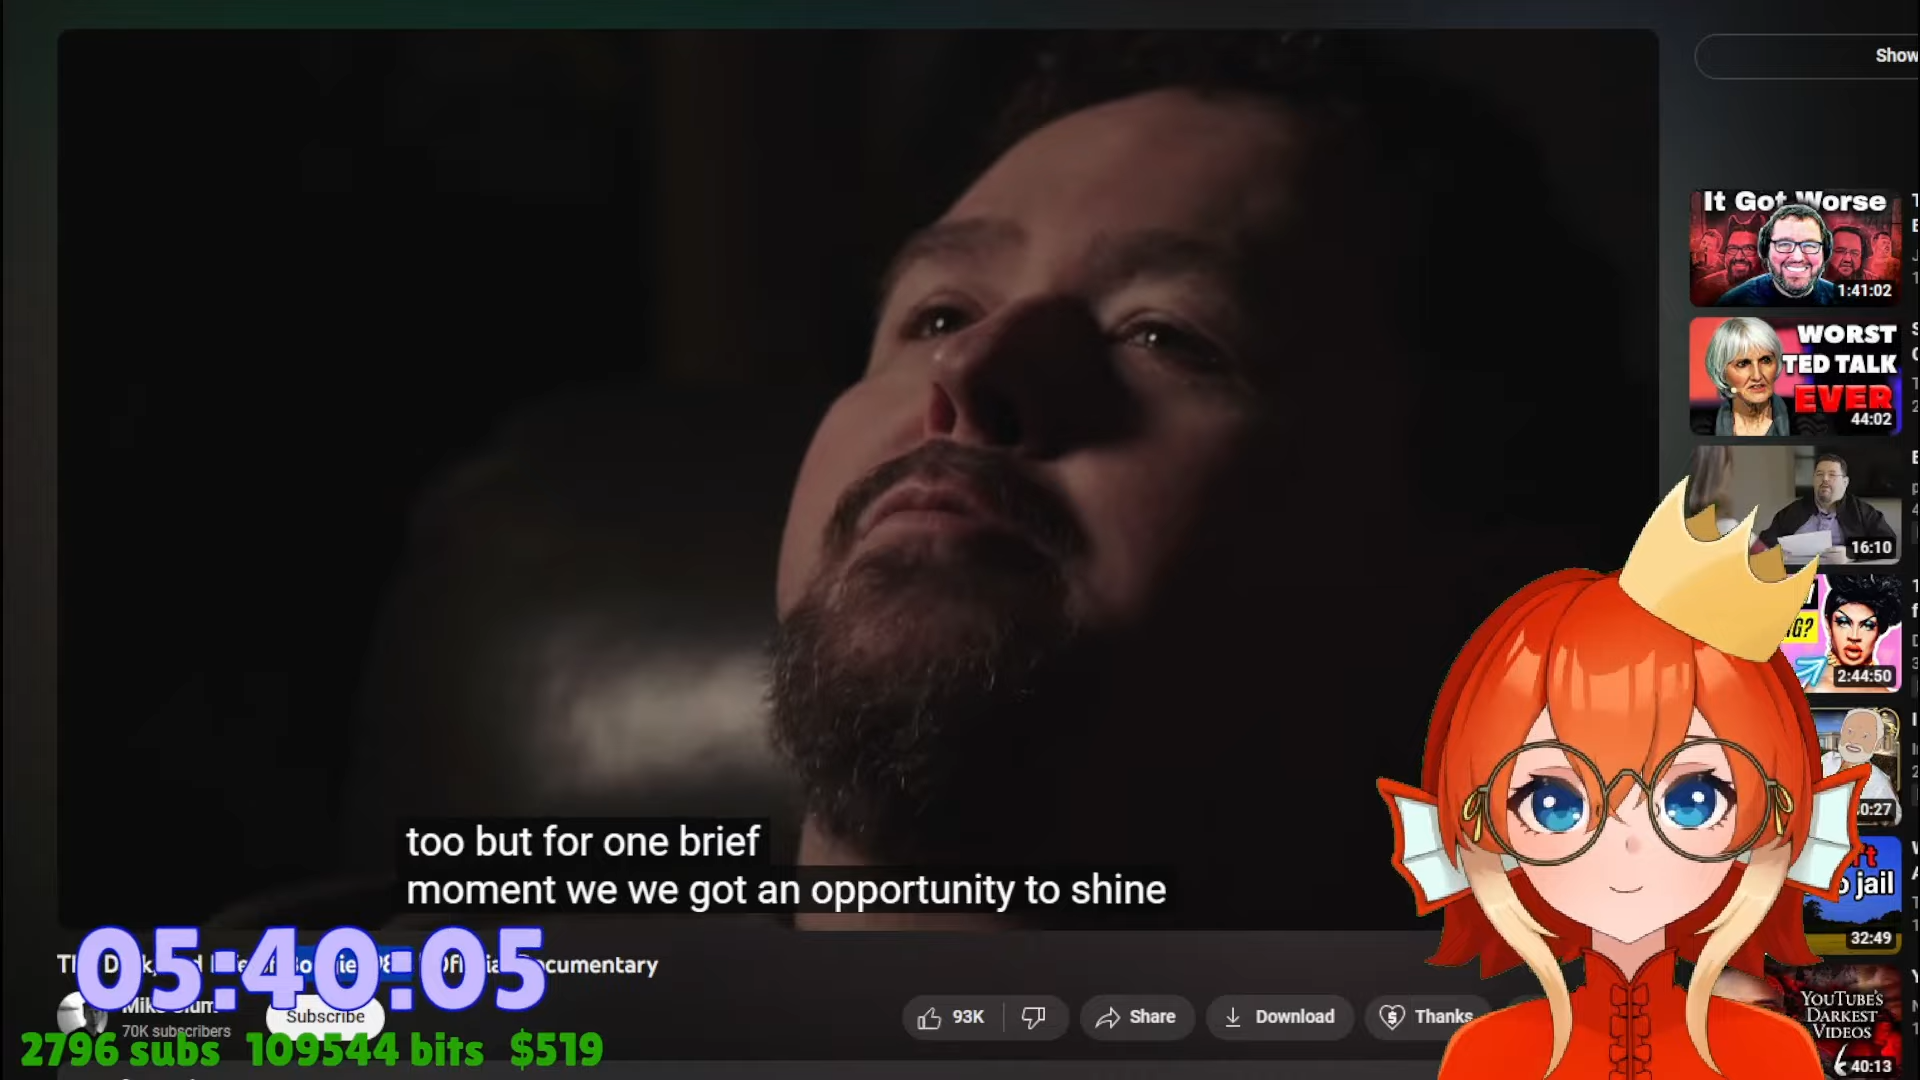 Show
It Got Worse
1:41:02
WORST
TED TALK
EVER
44:02
16:10
G?
2:44:50
0:27
o jail
32:49
YOUTUBE'S
DARKEST
VIDEOS
40:13
too but for one brief
moment we we got an opportunity to shine
05:40:05
Documentary
70K subscribers
Subscribe
93K
Share
Download
Thanks
2796 subs 109544 bits $519